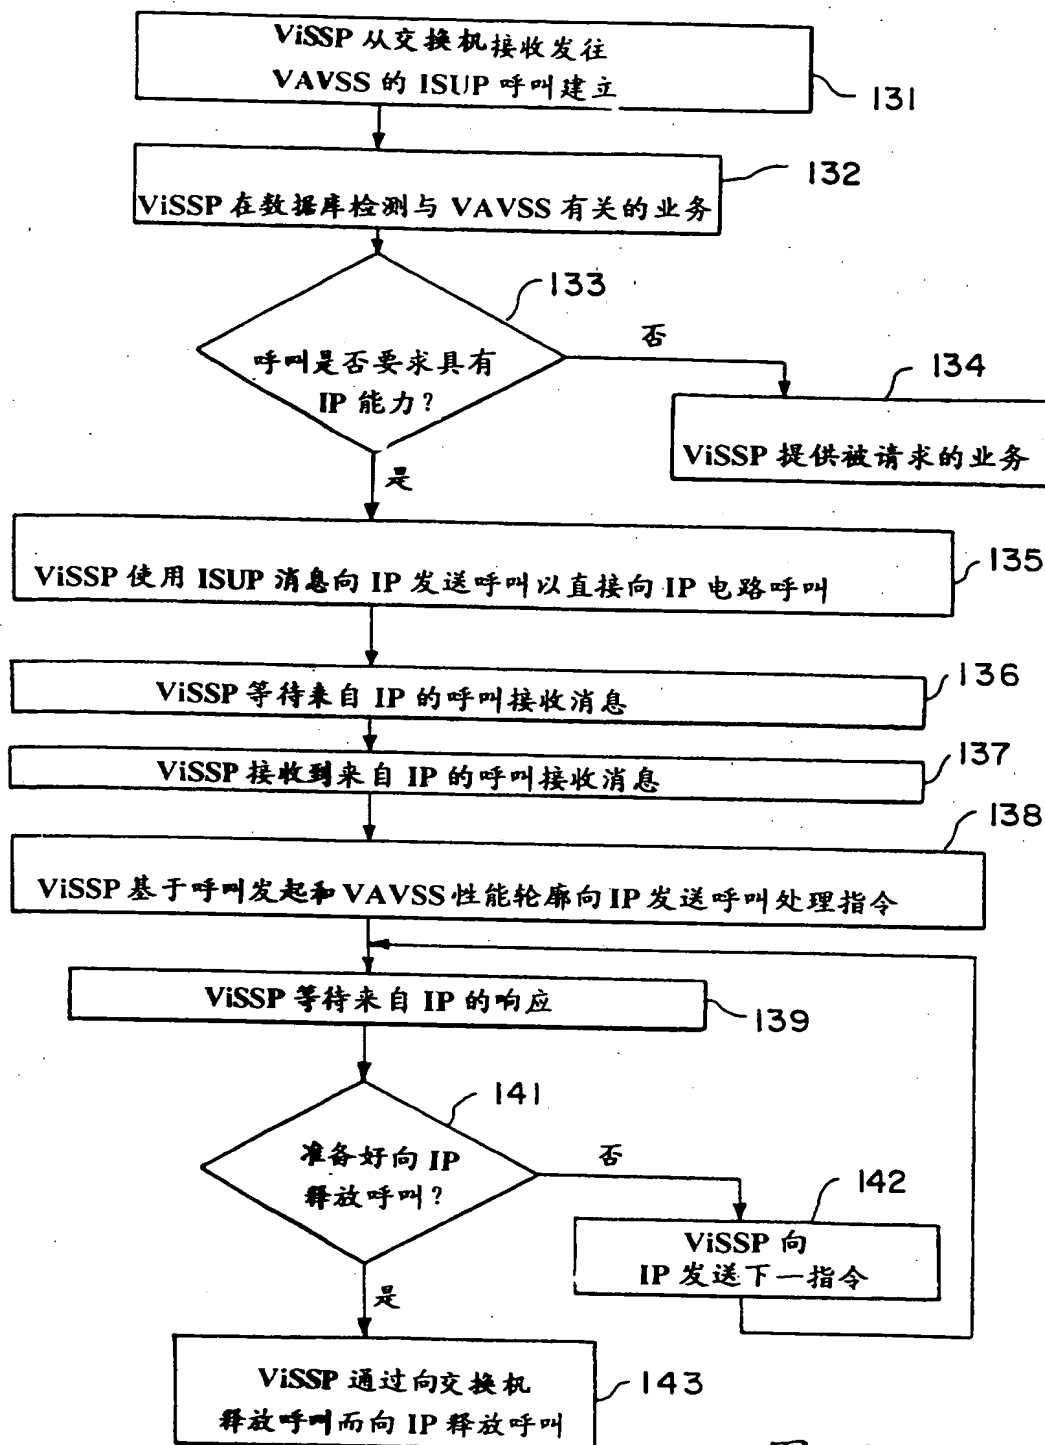 ViSSP 从交换机接收发往
VAVSS 的 ISUP 呼叫建立
131
132
ViSSP 在数据库检测与 VAVSS 有关的业务
133
呼叫是否要求具有
IP 能力?
否
134
ViSSP 提供被请求的业务
是
135
ViSSP 使用 ISUP 消息向 IP 发送呼叫以直接向 IP 电路呼叫
136
ViSSP 等待来自 IP 的呼叫接收消息
137
ViSSP 接收到来自 IP 的呼叫接收消息
138
ViSSP 基于呼叫发起和 VAVSS 性能轮廓向 IP 发送呼叫处理指令
ViSSP 等待来自 IP 的响应
139
141
准备好向 IP
释放呼叫?
否
142
ViSSP 向
IP 发送下一指令
是
ViSSP 通过向交换机
释放呼叫而向 IP 释放呼叫
143